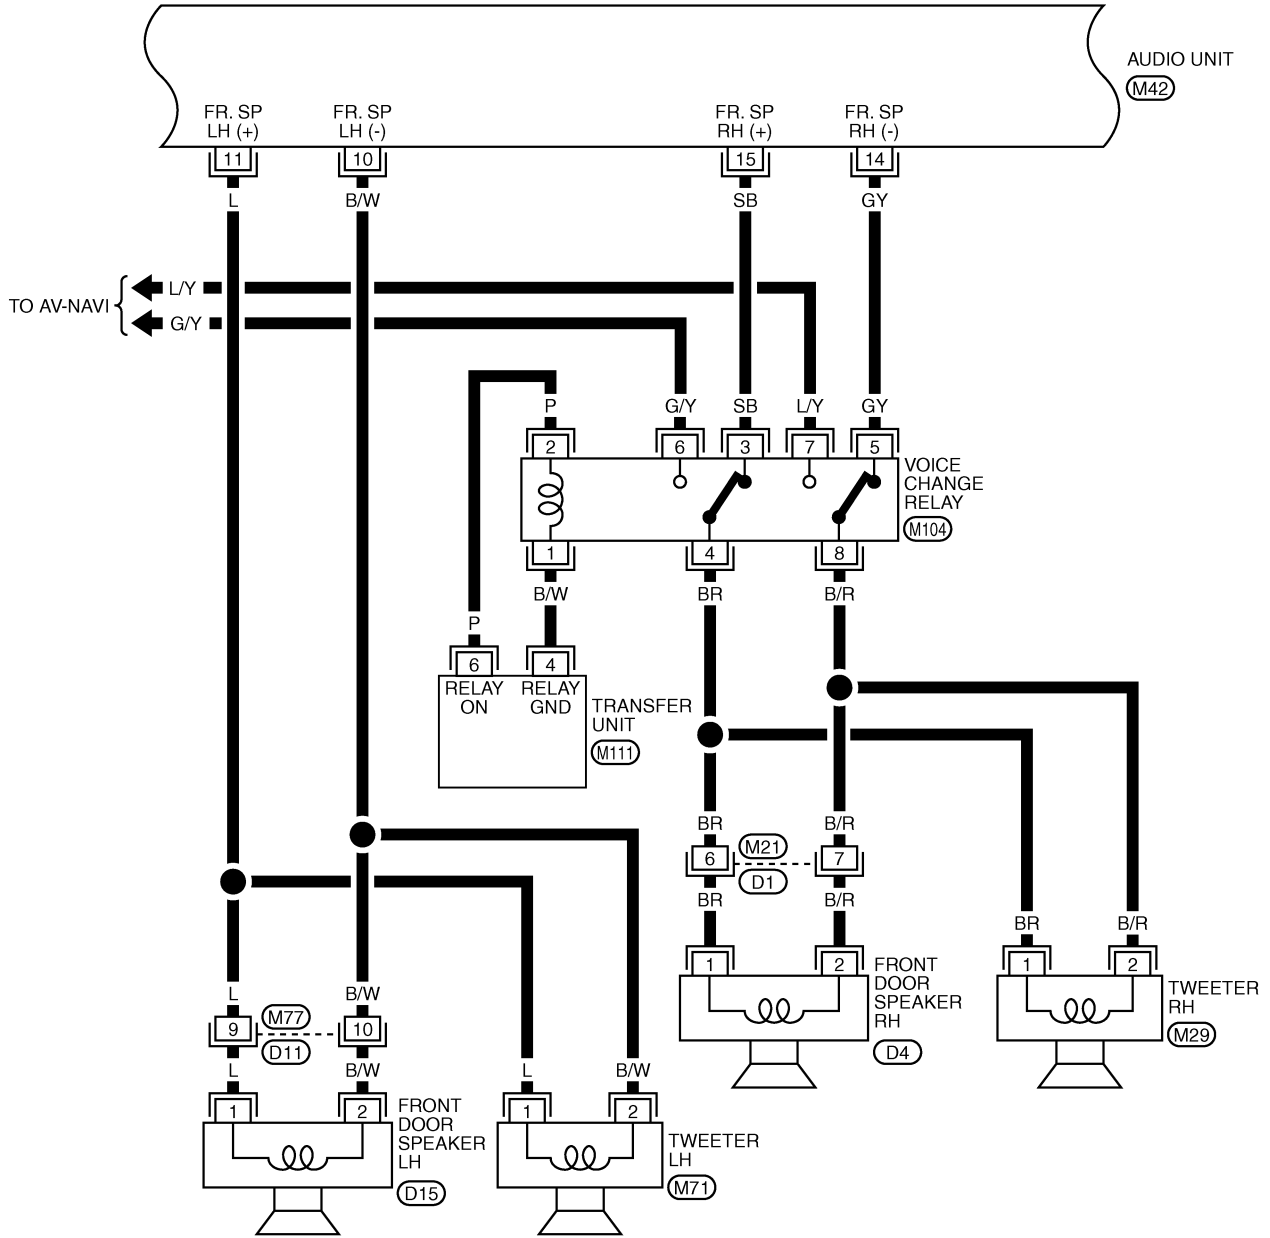 AUDIO UNIT
M42
FR. SP
LH (+)
FR. SP
LH (-)
FR. SP
RH (+)
FR. SP
RH (-)
11
10
15
14
L
B/W
SB
GY
TO AV-NAVI
L/Y
G/Y
P
G/Y
SB
L/Y
GY
2
6
3
7
5
VOICE
CHANGE
RELAY
M104
1
4
8
B/W
BR
B/R
P
6
4
RELAY
ON
RELAY
GND
TRANSFER
UNIT
M111
BR
B/R
6
M21
7
D1
BR
B/R
BR
B/R
1
2
1
2
FRONT
DOOR
SPEAKER
RH
D4
TWEETER
RH
M29
L
B/W
9
M77
10
D11
L
B/W
L
B/W
1
2
1
2
FRONT
DOOR
SPEAKER
LH
D15
TWEETER
LH
M71